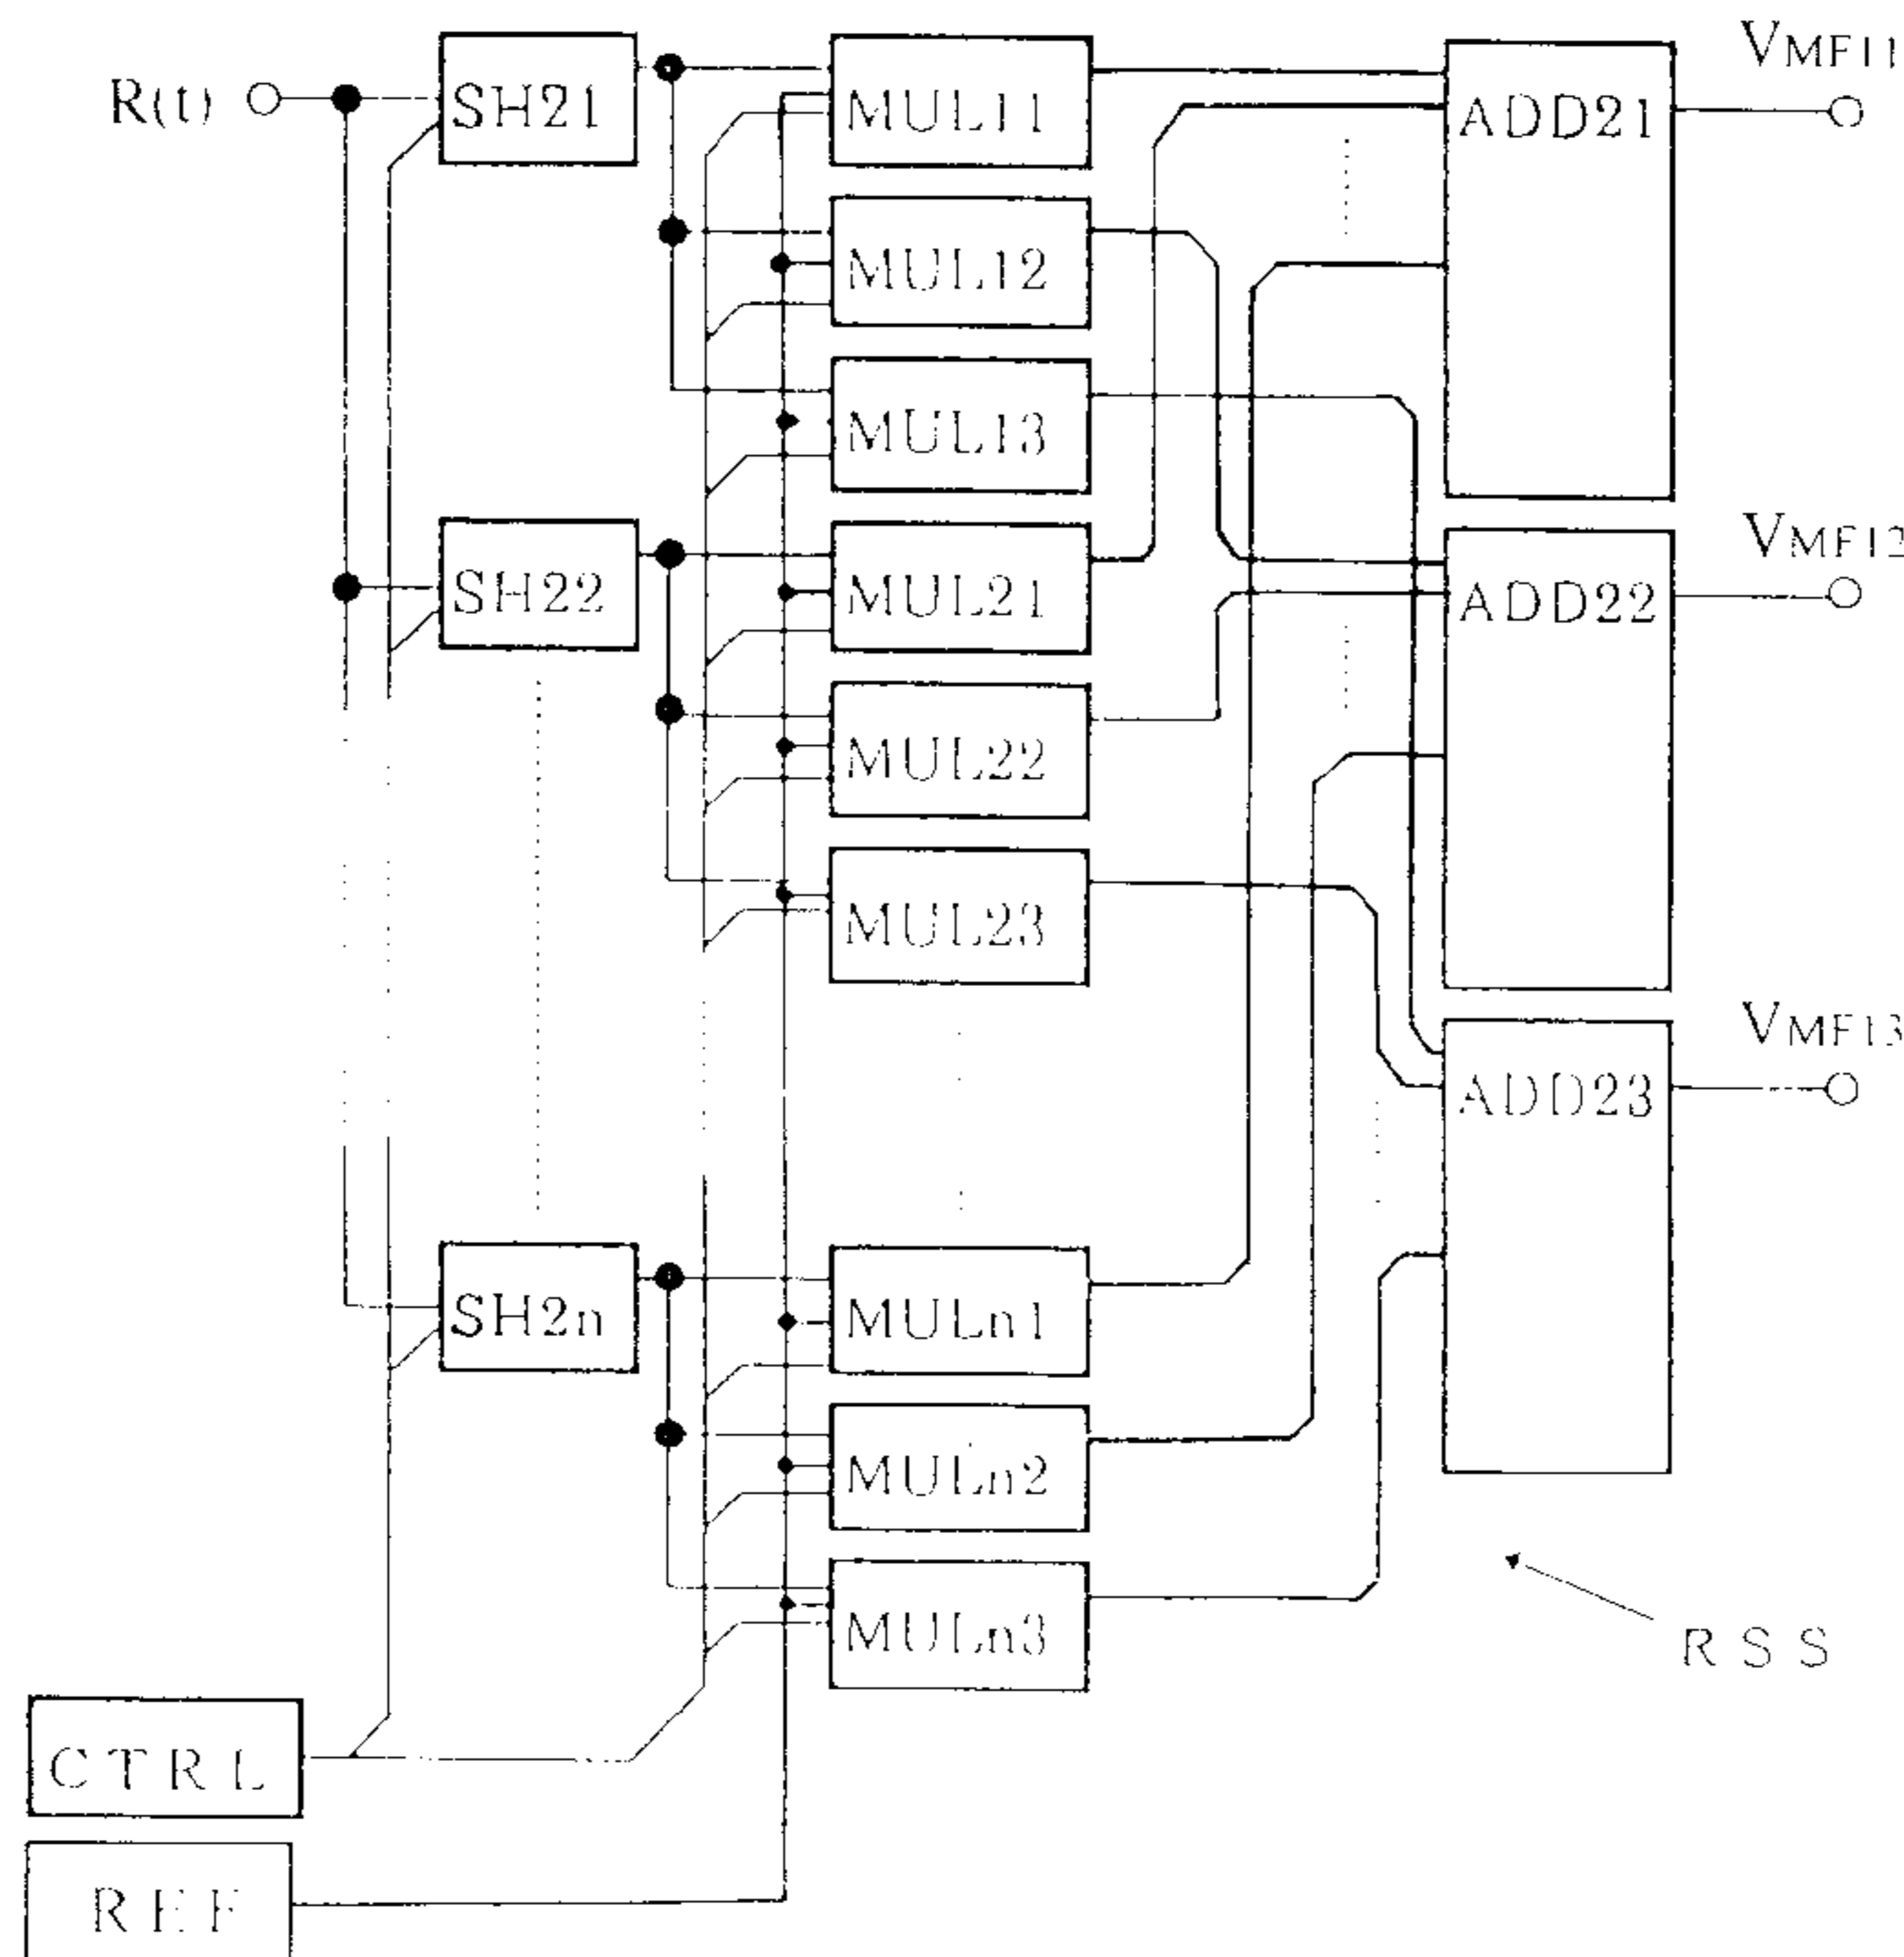 R(t)
SH21
MUL11
ADD21
VMF11
MUL12
MUL13
SH22
MUL21
ADD22
VMF12
MUL22
MUL23
ADD23
VMF13
SH2n
MULn1
MULn2
MULn3
RSS
CTRL
REF